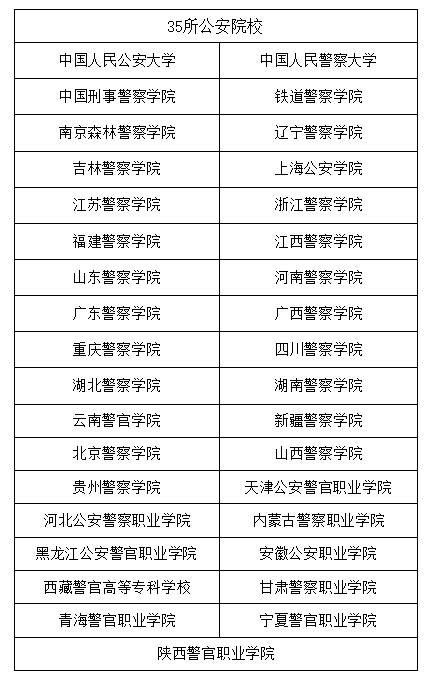 35所公安院校
中国人民公安大学 中国人民警察大学
中国刑事警察学院 铁道警察学院
南京森林警察学院 辽宁警察学院
吉林警察学院 上海公安学院
江苏警察学院 浙江警察学院
福建警察学院 江西警察学院
山东警察学院 河南警察学院
广东警察学院 广西警察学院
重庆警察学院 四川警察学院
湖北警察学院 湖南警察学院
云南警官学院 新疆警察学院
北京警察学院 山西警察学院
贵州警察学院 天津公安警官职业学院
河北公安警察职业学院 内蒙古警察职业学院
黑龙江公安警官职业学院 安徽公安职业学院
西藏警官高等专科学校 甘肃警察职业学院
青海警官职业学院 宁夏警官职业学院
陕西警官职业学院